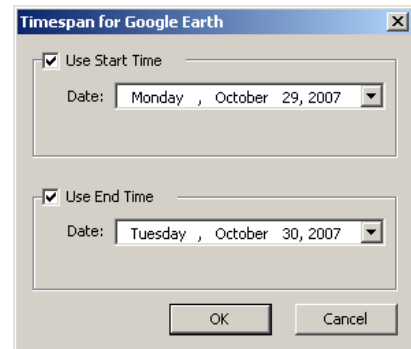 Timespan for Google Earth
Use Start Time
Date: Monday , October 29, 2007
Use End Time
Date: Tuesday , October 30, 2007
OK Cancel